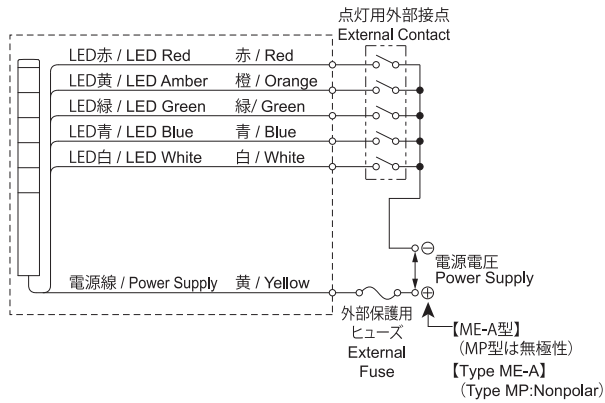 点灯用外部接点
External Contact
LED赤 / LED Red 赤 / Red
LED黄 / LED Amber 橙 / Orange
LED緑 / LED Green 緑/ Green
LED青 / LED Blue 青 / Blue
LED白 / LED White 白 / White
⊖
電源電圧
Power Supply
電源線 / Power Supply 黄 / Yellow
⊕
外部保護用
ヒューズ
External
Fuse
【ME-A型】
（MP型は無極性）
【Type ME-A】
（Type MP:Nonpolar）